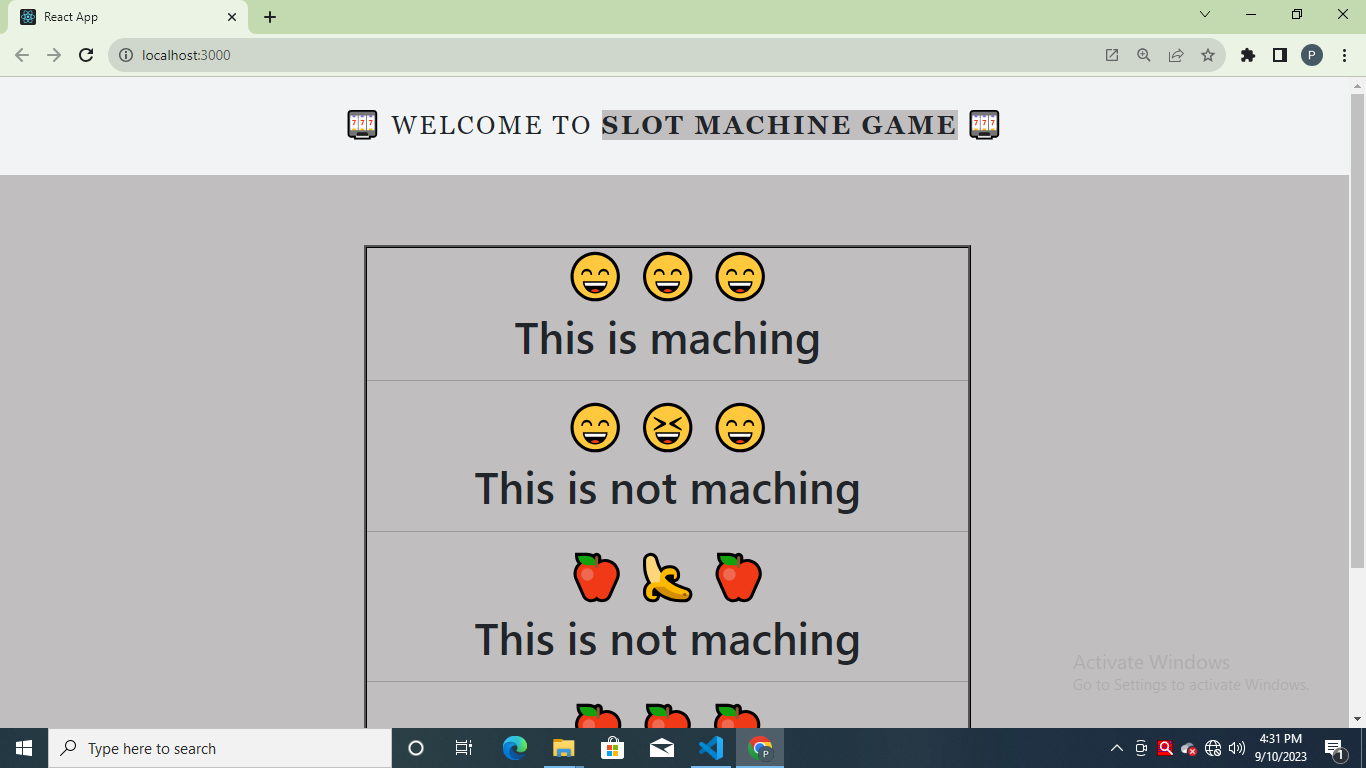 React App
localhost:3000
P
🎰 WELCOME TO SLOT MACHINE GAME 🎰
😄 😄 😄
This is maching
😄 😆 😄
This is not maching
🍎 🍌 🍎
This is not maching
🍎 🍎 🍎
Activate Windows
Go to Settings to activate Windows.
Type here to search
P
4:31 PM
9/10/2023
1